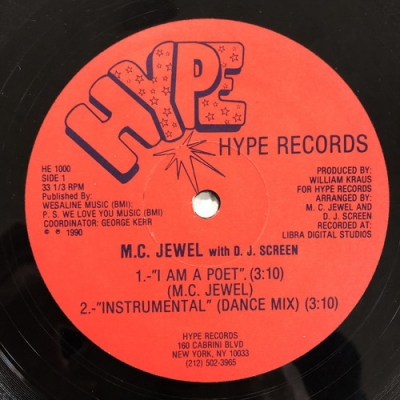 HYPE
HYPE RECORDS
HE 1000
SIDE 1
33 1/3 RPM
Published By:
WESALINE MUSIC (BMI):
P. S. WE LOVE YOU MUSIC (BMI)
COORDINATOR: GEORGE KERR
© ℗ 1990
PRODUCED BY:
WILLIAM KRAUS
FOR HYPE RECORDS
ARRANGED BY:
M. C. JEWEL AND
D. J. SCREEN
RECORDED AT:
LIBRA DIGITAL STUDIOS
M.C. JEWEL with D. J. SCREEN
1.-"I AM A POET". (3:10)
(M.C. JEWEL)
2.-"INSTRUMENTAL" (DANCE MIX) (3:10)
HYPE RECORDS
160 CABRINI BLVD
NEW YORK, NY 10033
(212) 502-3965